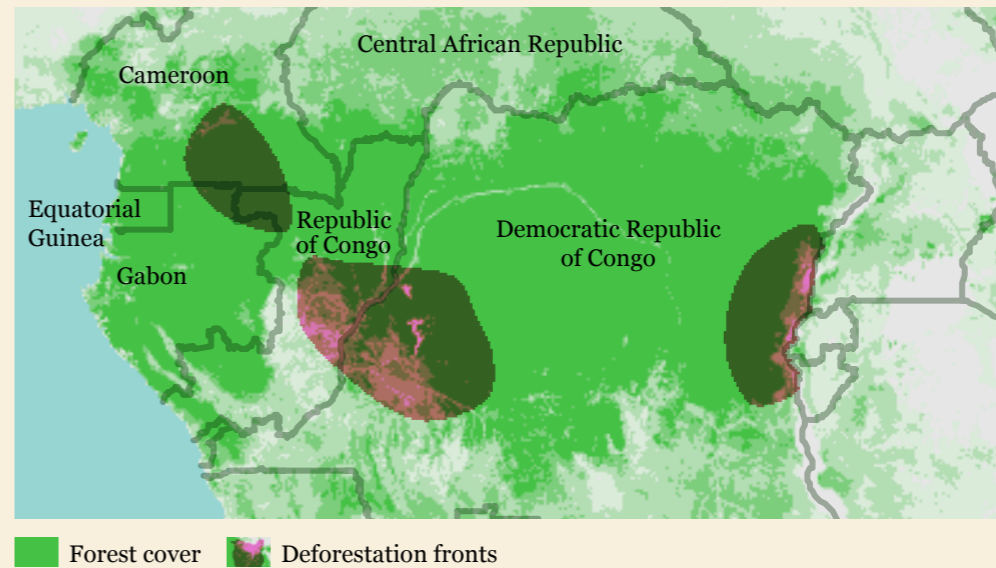 Central African Republic
Cameroon
Equatorial
Guinea
Republic
of Congo
Democratic Republic
of Congo
Gabon
Forest cover
Deforestation fronts